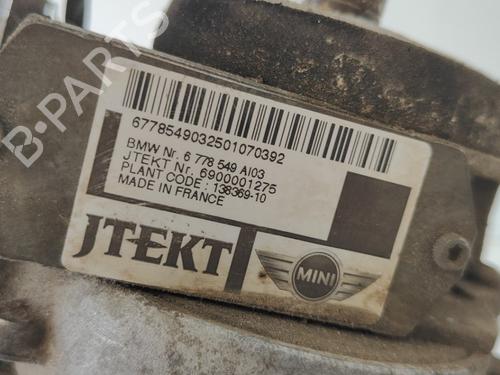 B-PARTS
6778549032501070392
BMW Nr. 6 778 549 AI03
JTEKT Nr. 6900001275
PLANT CODE : 138369-10
MADE IN FRANCE
JTEKT
MINI